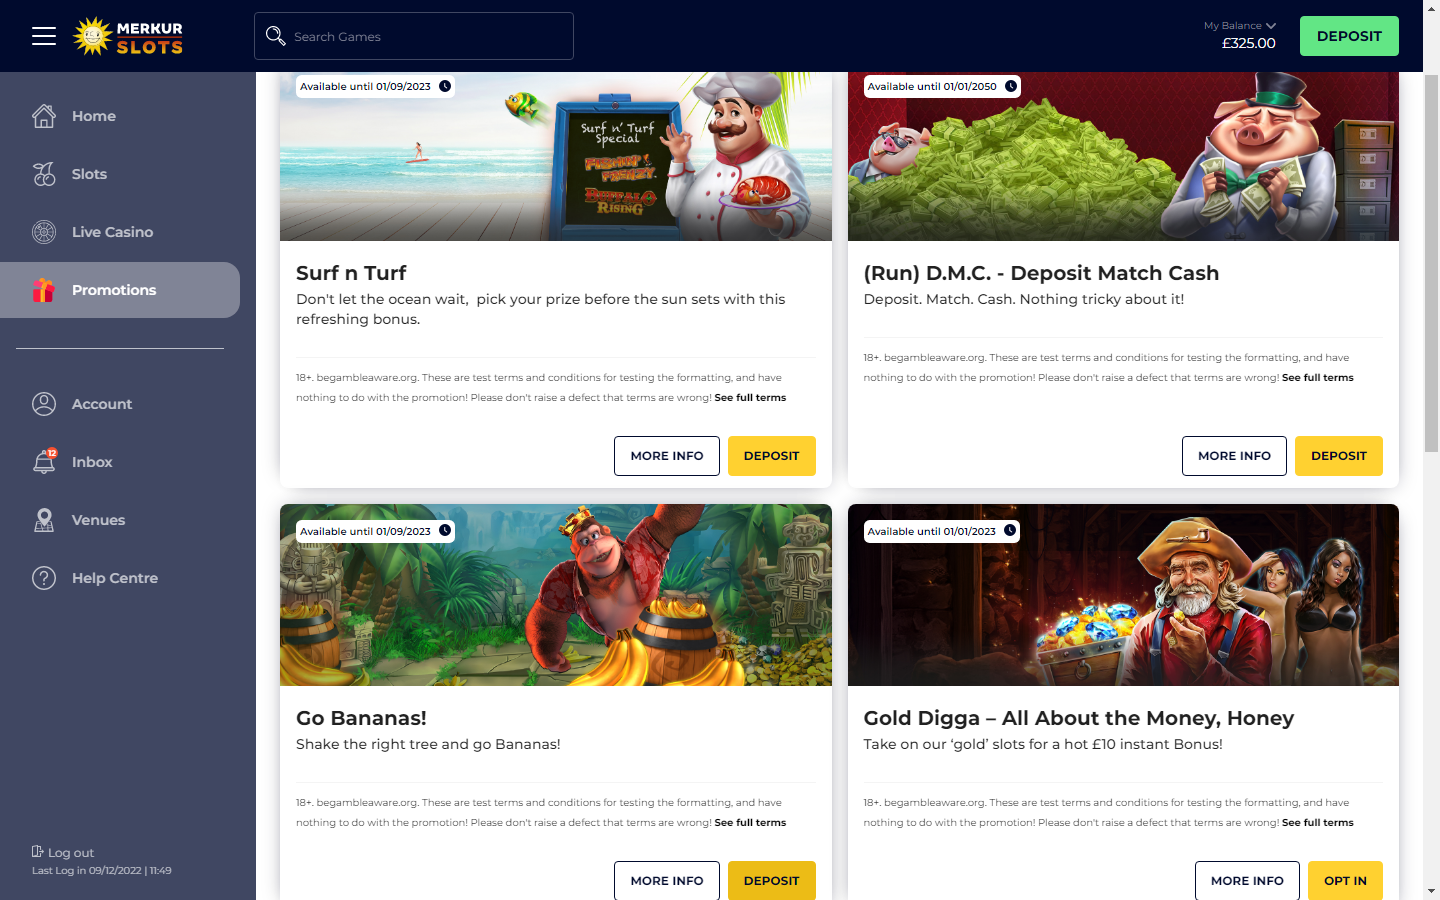 MERKUR
SLOTS
Search Games
My Balance
£325.00
DEPOSIT
Home
Slots
Live Casino
Promotions
Account
12
Inbox
Venues
Help Centre
Log out
Last Log in 09/12/2022 | 11:49
Available until 01/09/2023
Surf n' Turf
Special
FISHIN' FRENZY
BUFFALO
RISING
Surf n Turf
Don't let the ocean wait,  pick your prize before the sun sets with this
refreshing bonus.
18+. begambleaware.org. These are test terms and conditions for testing the formatting, and have
nothing to do with the promotion! Please don't raise a defect that terms are wrong! See full terms
MORE INFO
DEPOSIT
Available until 01/01/2050
(Run) D.M.C. - Deposit Match Cash
Deposit. Match. Cash. Nothing tricky about it!
18+. begambleaware.org. These are test terms and conditions for testing the formatting, and have
nothing to do with the promotion! Please don't raise a defect that terms are wrong! See full terms
MORE INFO
DEPOSIT
Available until 01/09/2023
Go Bananas!
Shake the right tree and go Bananas!
18+. begambleaware.org. These are test terms and conditions for testing the formatting, and have
nothing to do with the promotion! Please don't raise a defect that terms are wrong! See full terms
MORE INFO
DEPOSIT
Available until 01/01/2023
Gold Digga – All About the Money, Honey
Take on our ‘gold’ slots for a hot £10 instant Bonus!
18+. begambleaware.org. These are test terms and conditions for testing the formatting, and have
nothing to do with the promotion! Please don't raise a defect that terms are wrong! See full terms
MORE INFO
OPT IN